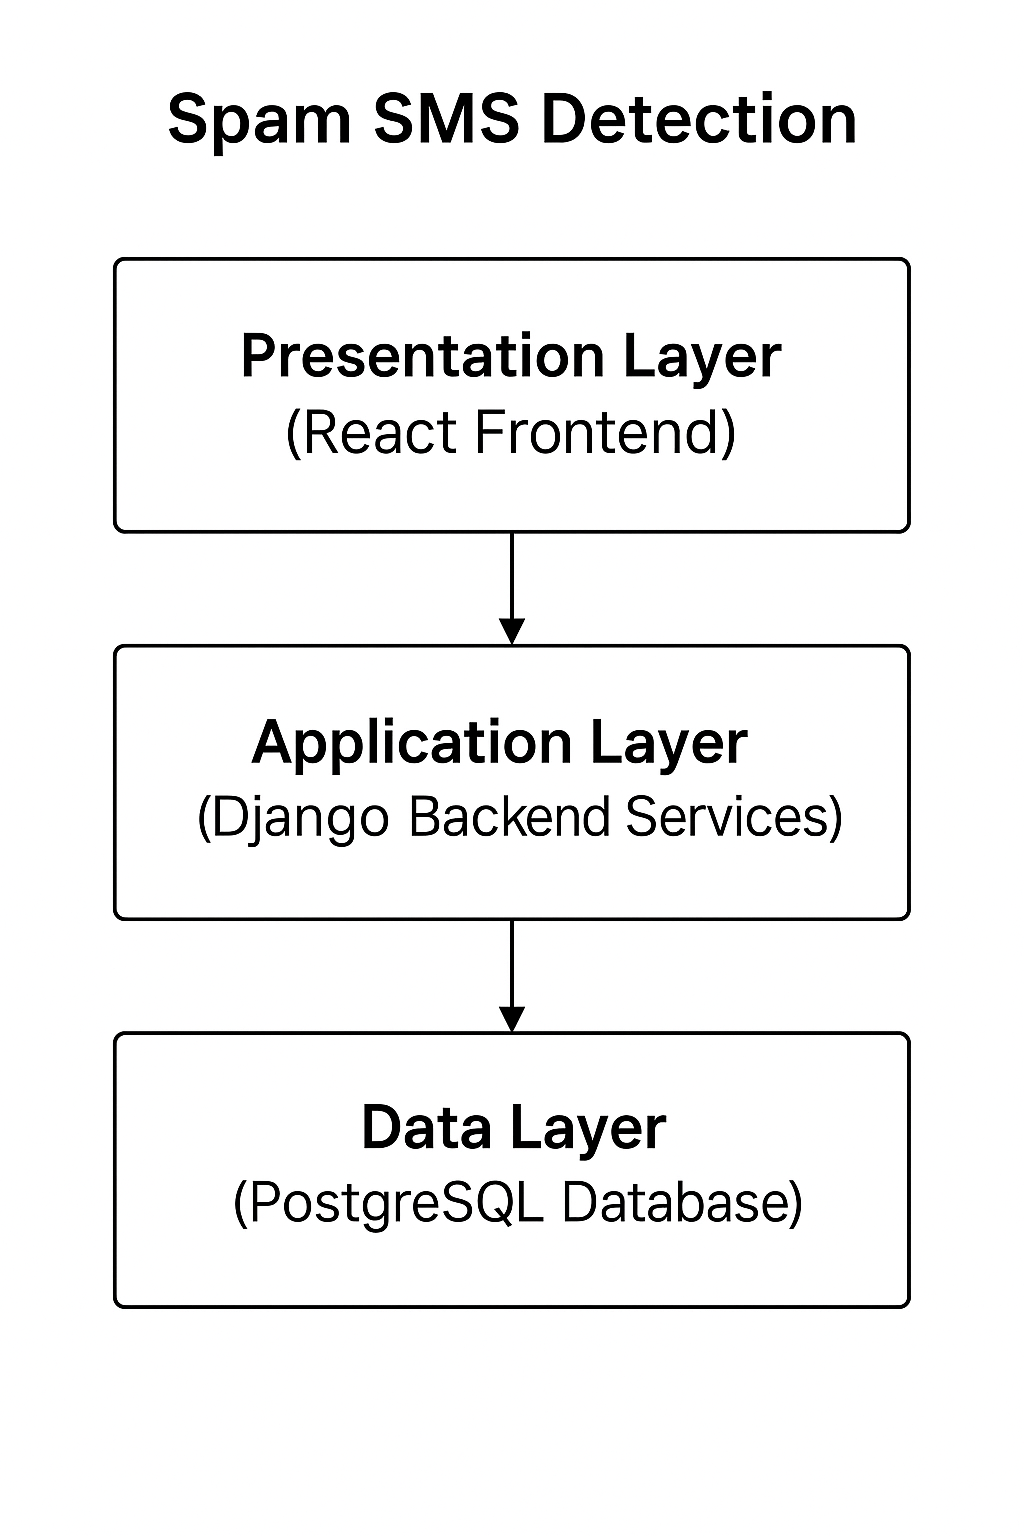 Spam SMS Detection
Presentation Layer
(React Frontend)
Application Layer
(Django Backend Services)
Data Layer
(PostgreSQL Database)